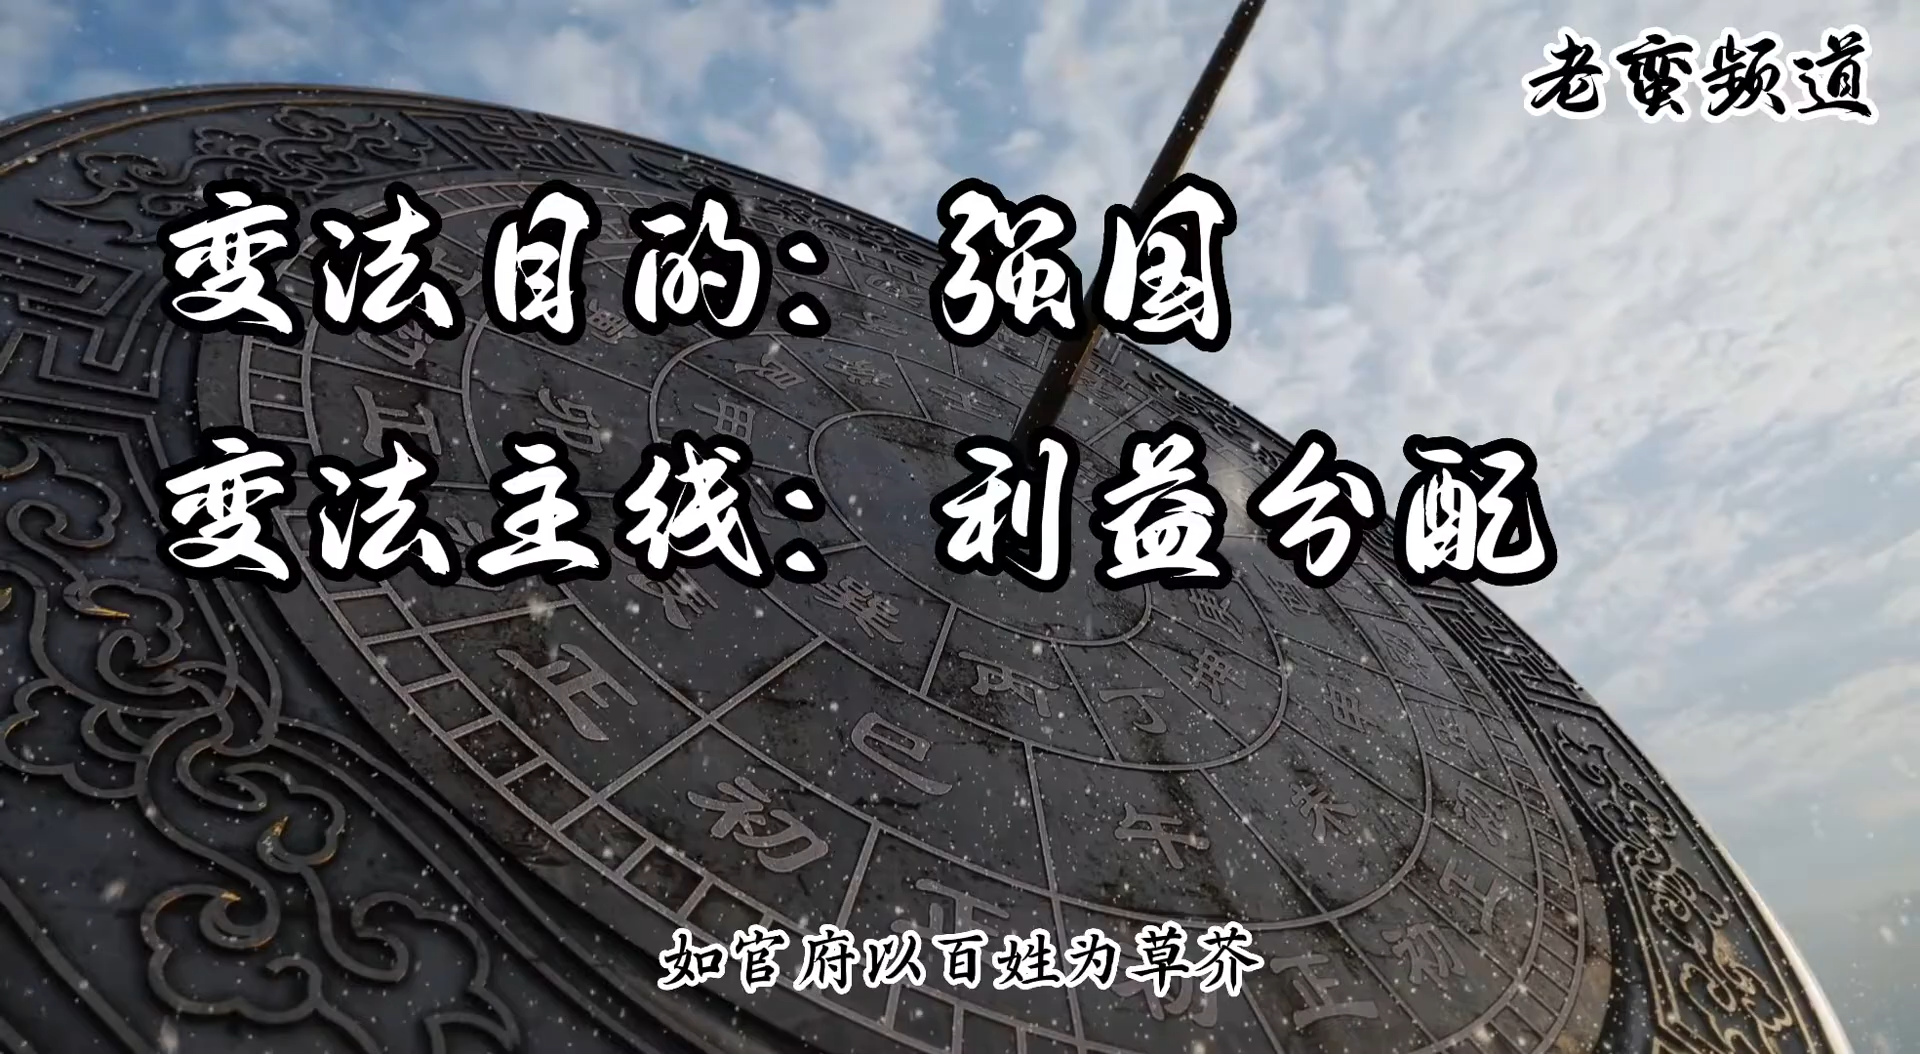 老蛮频道
变法目的：强国
变法主线：利益分配
如官府以百姓为草芥